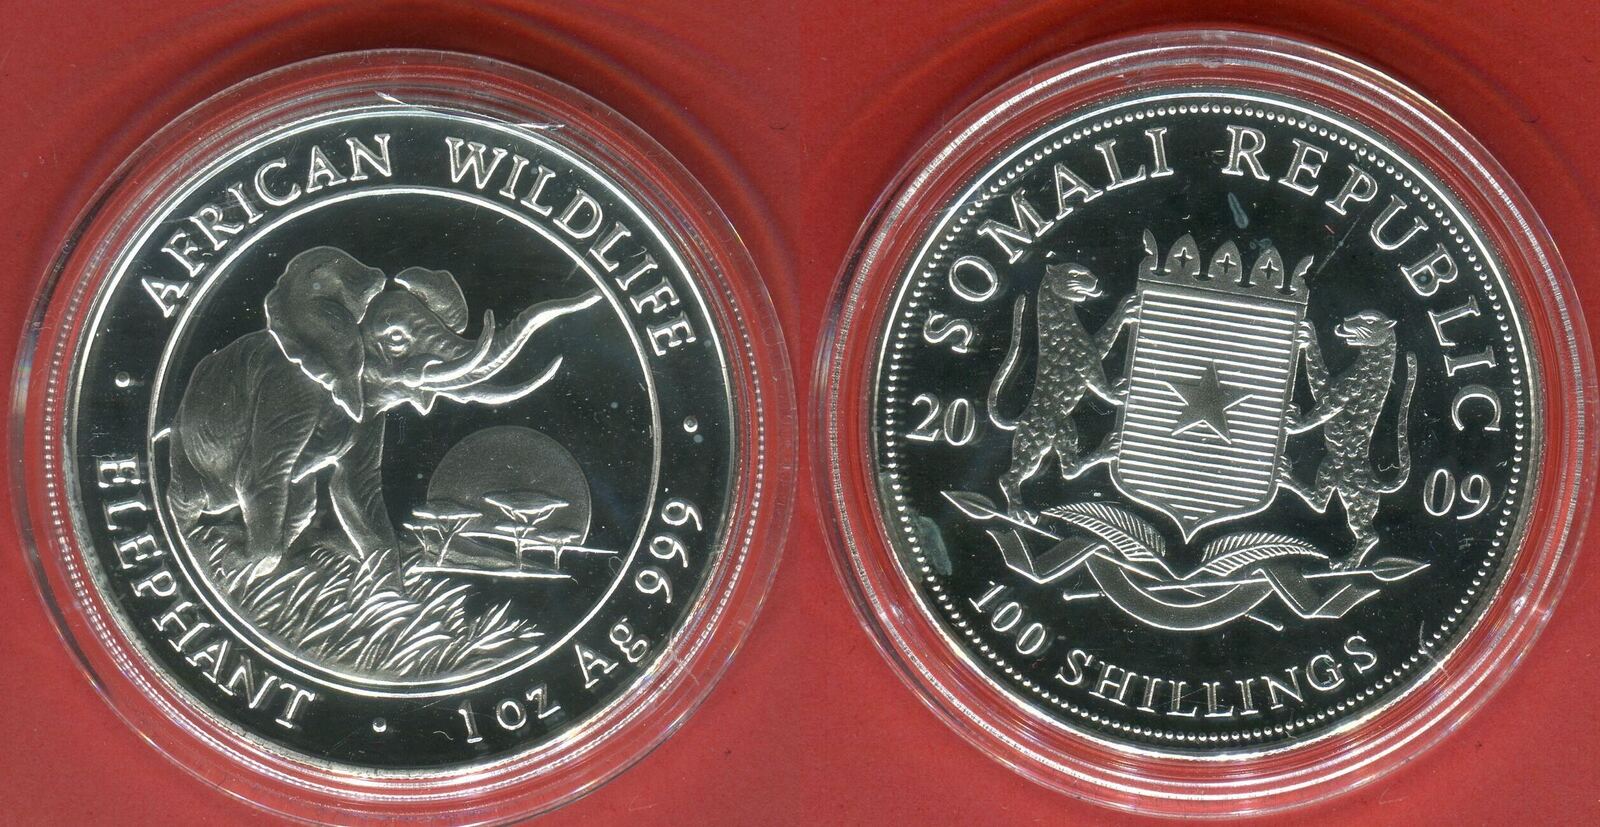 AFRICAN WILDLIFE
ELEPHANT · 1 oz Ag 999
SOMALI REPUBLIC
20 09
100 SHILLINGS